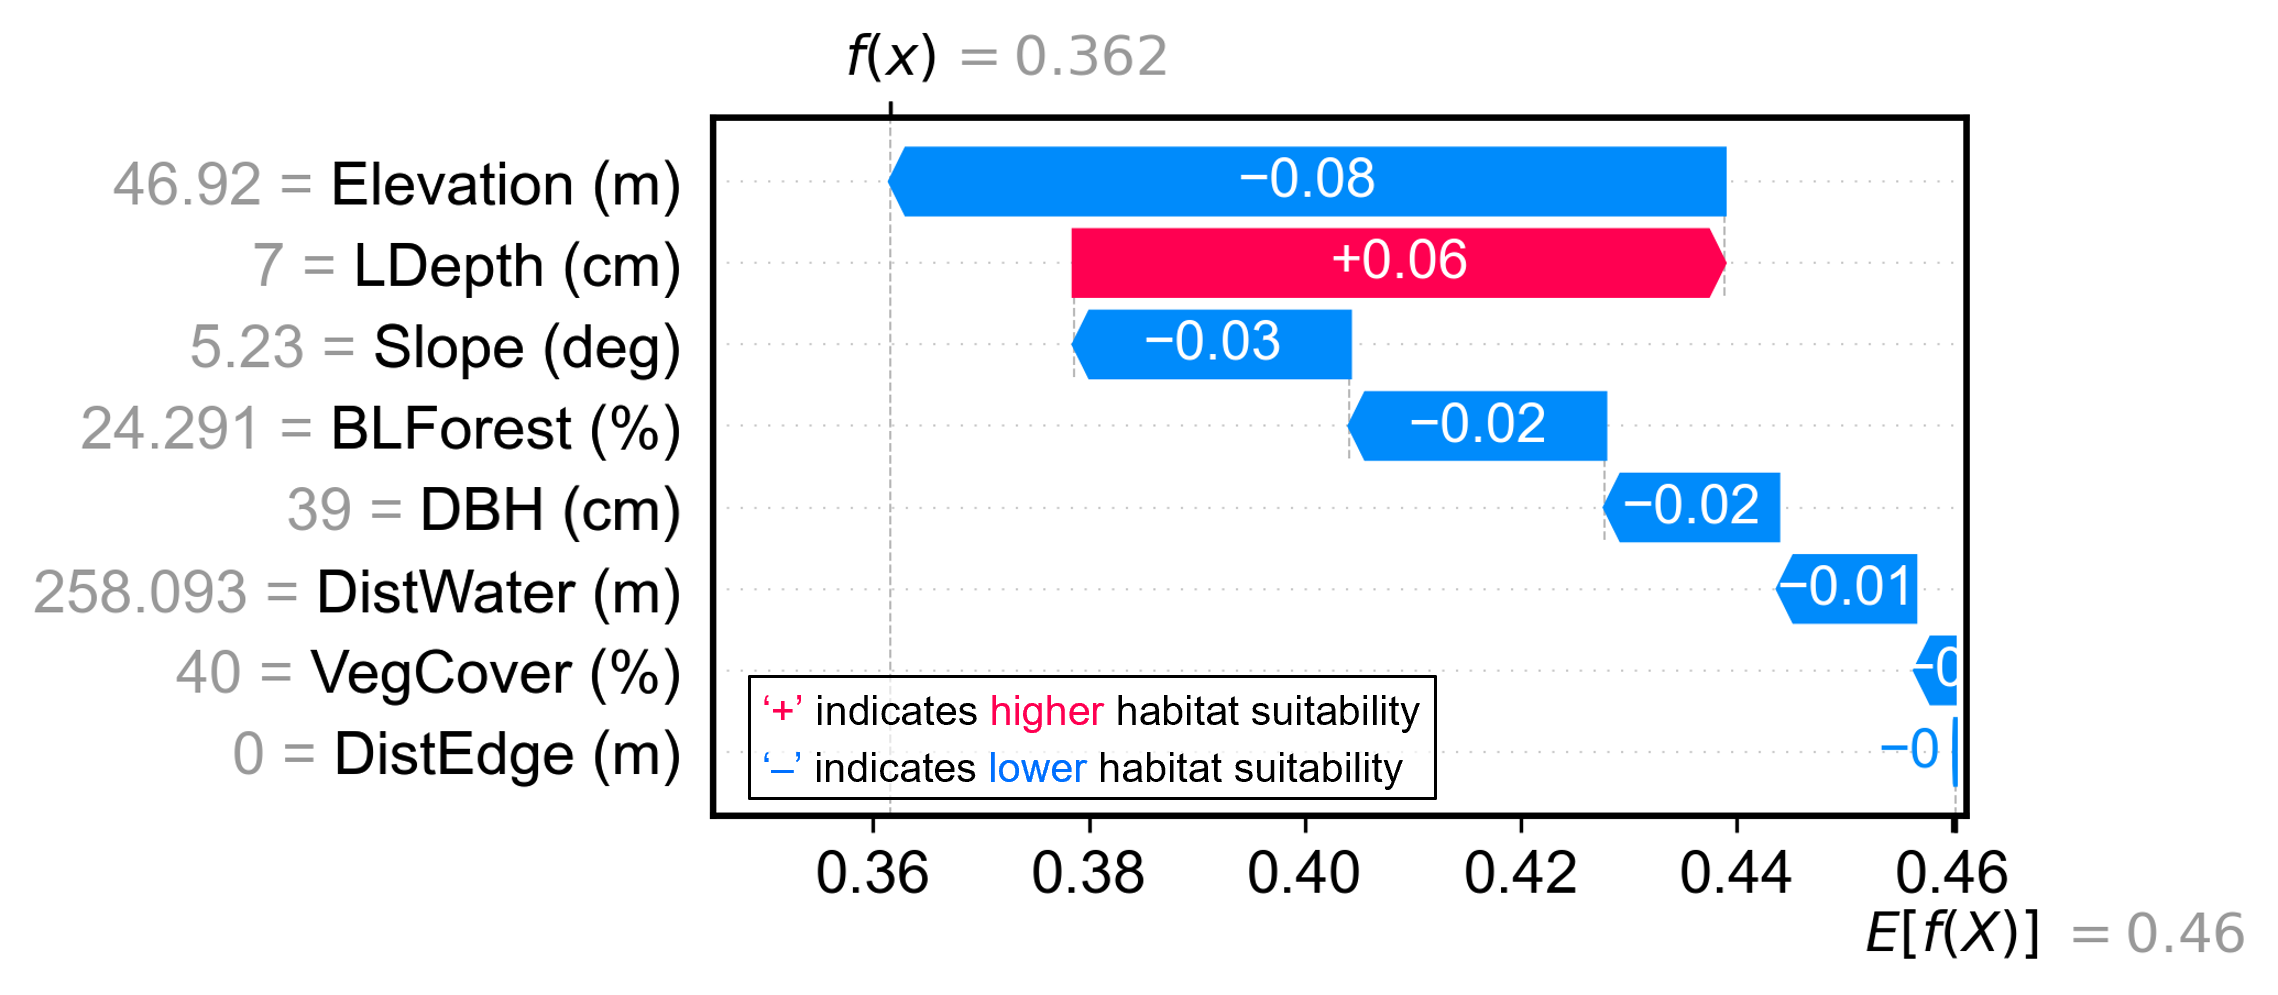 f(x) = 0.362
46.92 = Elevation (m) −0.08
7 = LDepth (cm) +0.06
5.23 = Slope (deg) −0.03
24.291 = BLForest (%) −0.02
39 = DBH (cm) −0.02
258.093 = DistWater (m) −0.01
40 = VegCover (%) −0
0 = DistEdge (m) −0
‘+’ indicates higher habitat suitability
‘–’ indicates lower habitat suitability
0.36 0.38 0.40 0.42 0.44 0.46
E[f(X)] = 0.46